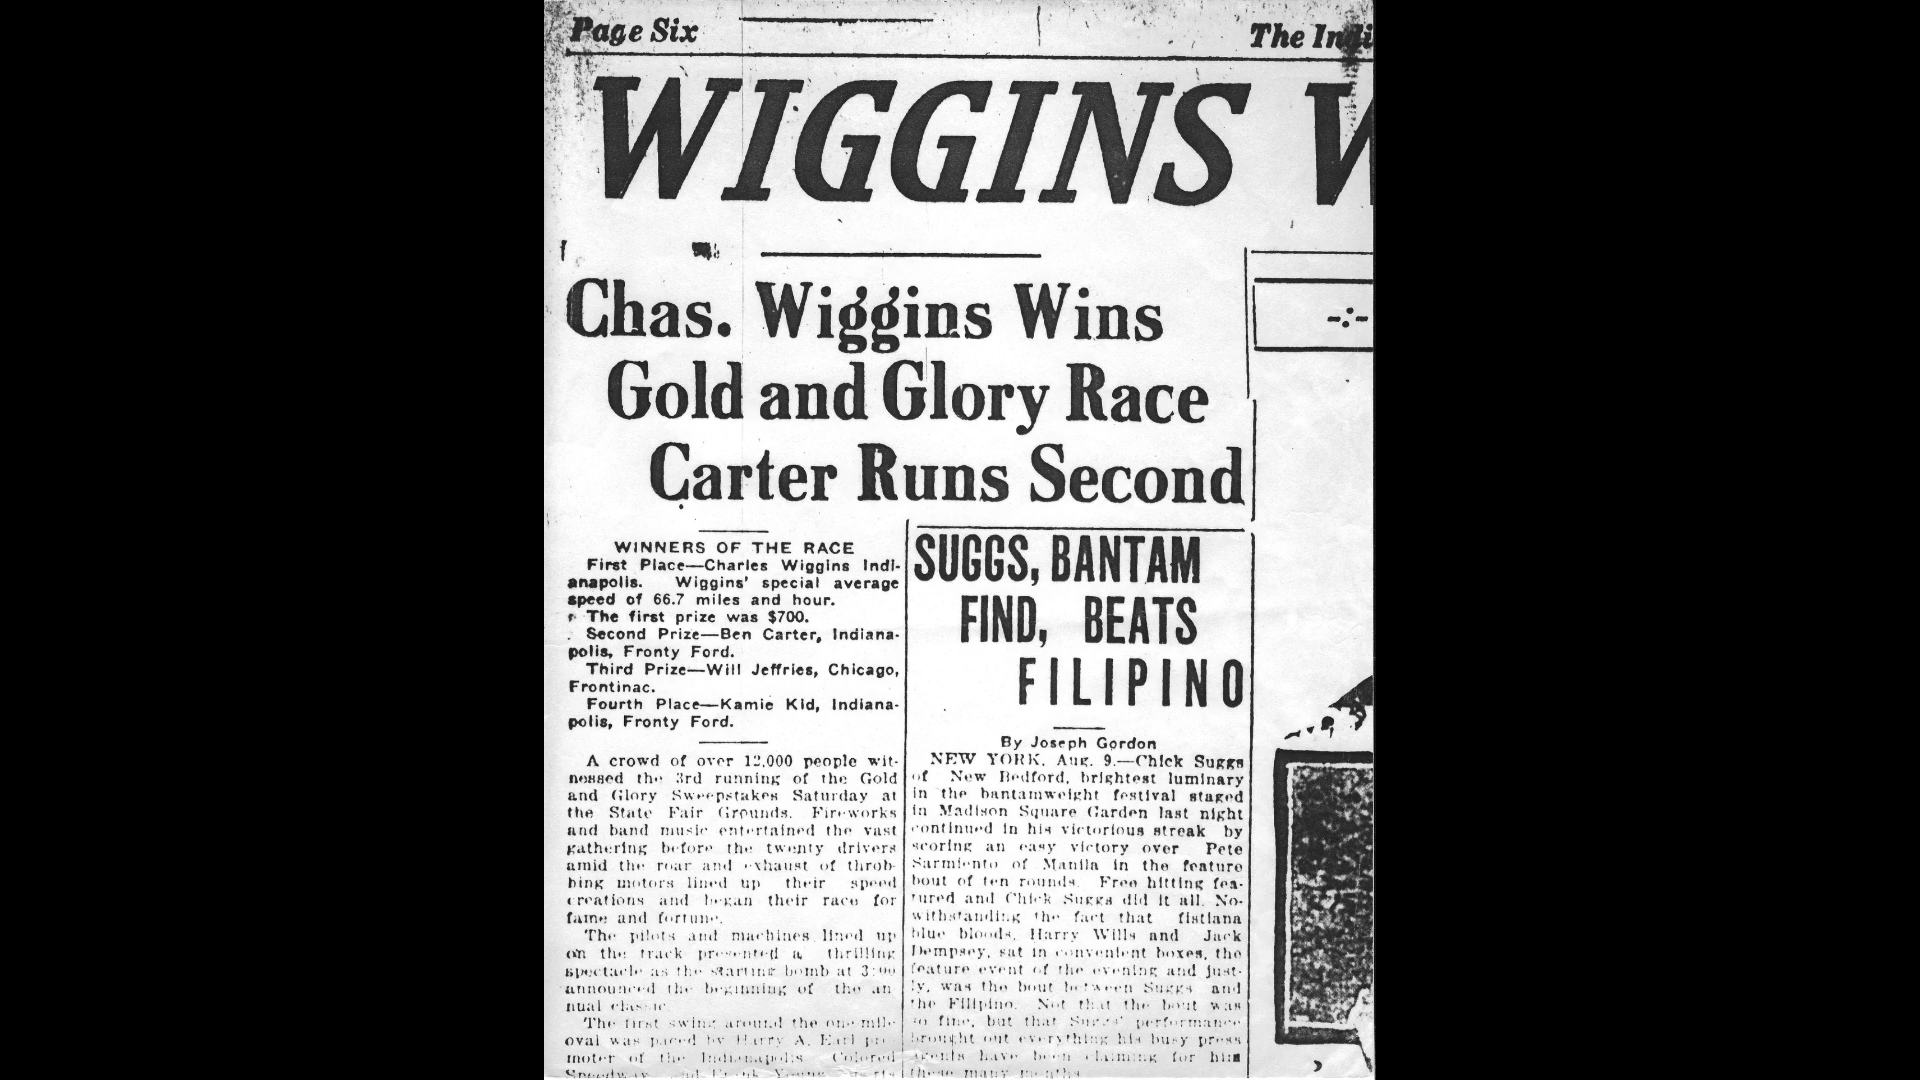 Page Six
The Indi
WIGGINS W
Chas. Wiggins Wins
Gold and Glory Race
Carter Runs Second
WINNERS OF THE RACE
First Place—Charles Wiggins Indi-
anapolis. Wiggins' special average
speed of 66.7 miles and hour.
The first prize was $700.
Second Prize—Ben Carter, Indiana-
polis, Fronty Ford.
Third Prize—Will Jeffries, Chicago,
Frontinac.
Fourth Place—Kamie Kid, Indiana-
polis, Fronty Ford.
A crowd of over 12,000 people wit-
nessed the 3rd running of the Gold
and Glory Sweepstakes Saturday at
the State Fair Grounds. Fireworks
and band music entertained the vast
gathering before the twenty drivers
amid the roar and exhaust of throb-
bing motors lined up their speed
creations and began their race for
fame and fortune.
The pilots and machines lined up
on the track presented a thrilling
spectacle as the starting bomb at 3:00
announced the beginning of the an
nual classic.
The first swing around the one-mile
oval was paced by Harry A. Earl pro
moter of the Indianapolis Colored
Speedway and Frank Young
SUGGS, BANTAM
FIND, BEATS
FILIPINO
By Joseph Gordon
NEW YORK, Aug. 9.—Chick Suggs
of New Bedford, brightest luminary
in the bantamweight festival staged
in Madison Square Garden last night
continued in his victorious streak by
scoring an easy victory over Pete
Sarmiento of Manila in the feature
bout of ten rounds. Free hitting fea-
tured and Chick Suggs did it all. No-
withstanding the fact that fistiana
blue bloods, Harry Wills and Jack
Dempsey, sat in convenient boxes, the
feature event of the evening and just-
ly, was the bout between Suggs and
the Filipino. Not that the bout was
so fine, but that Suggs' performance
brought out everything his busy press
agents have been claiming for him
these many months